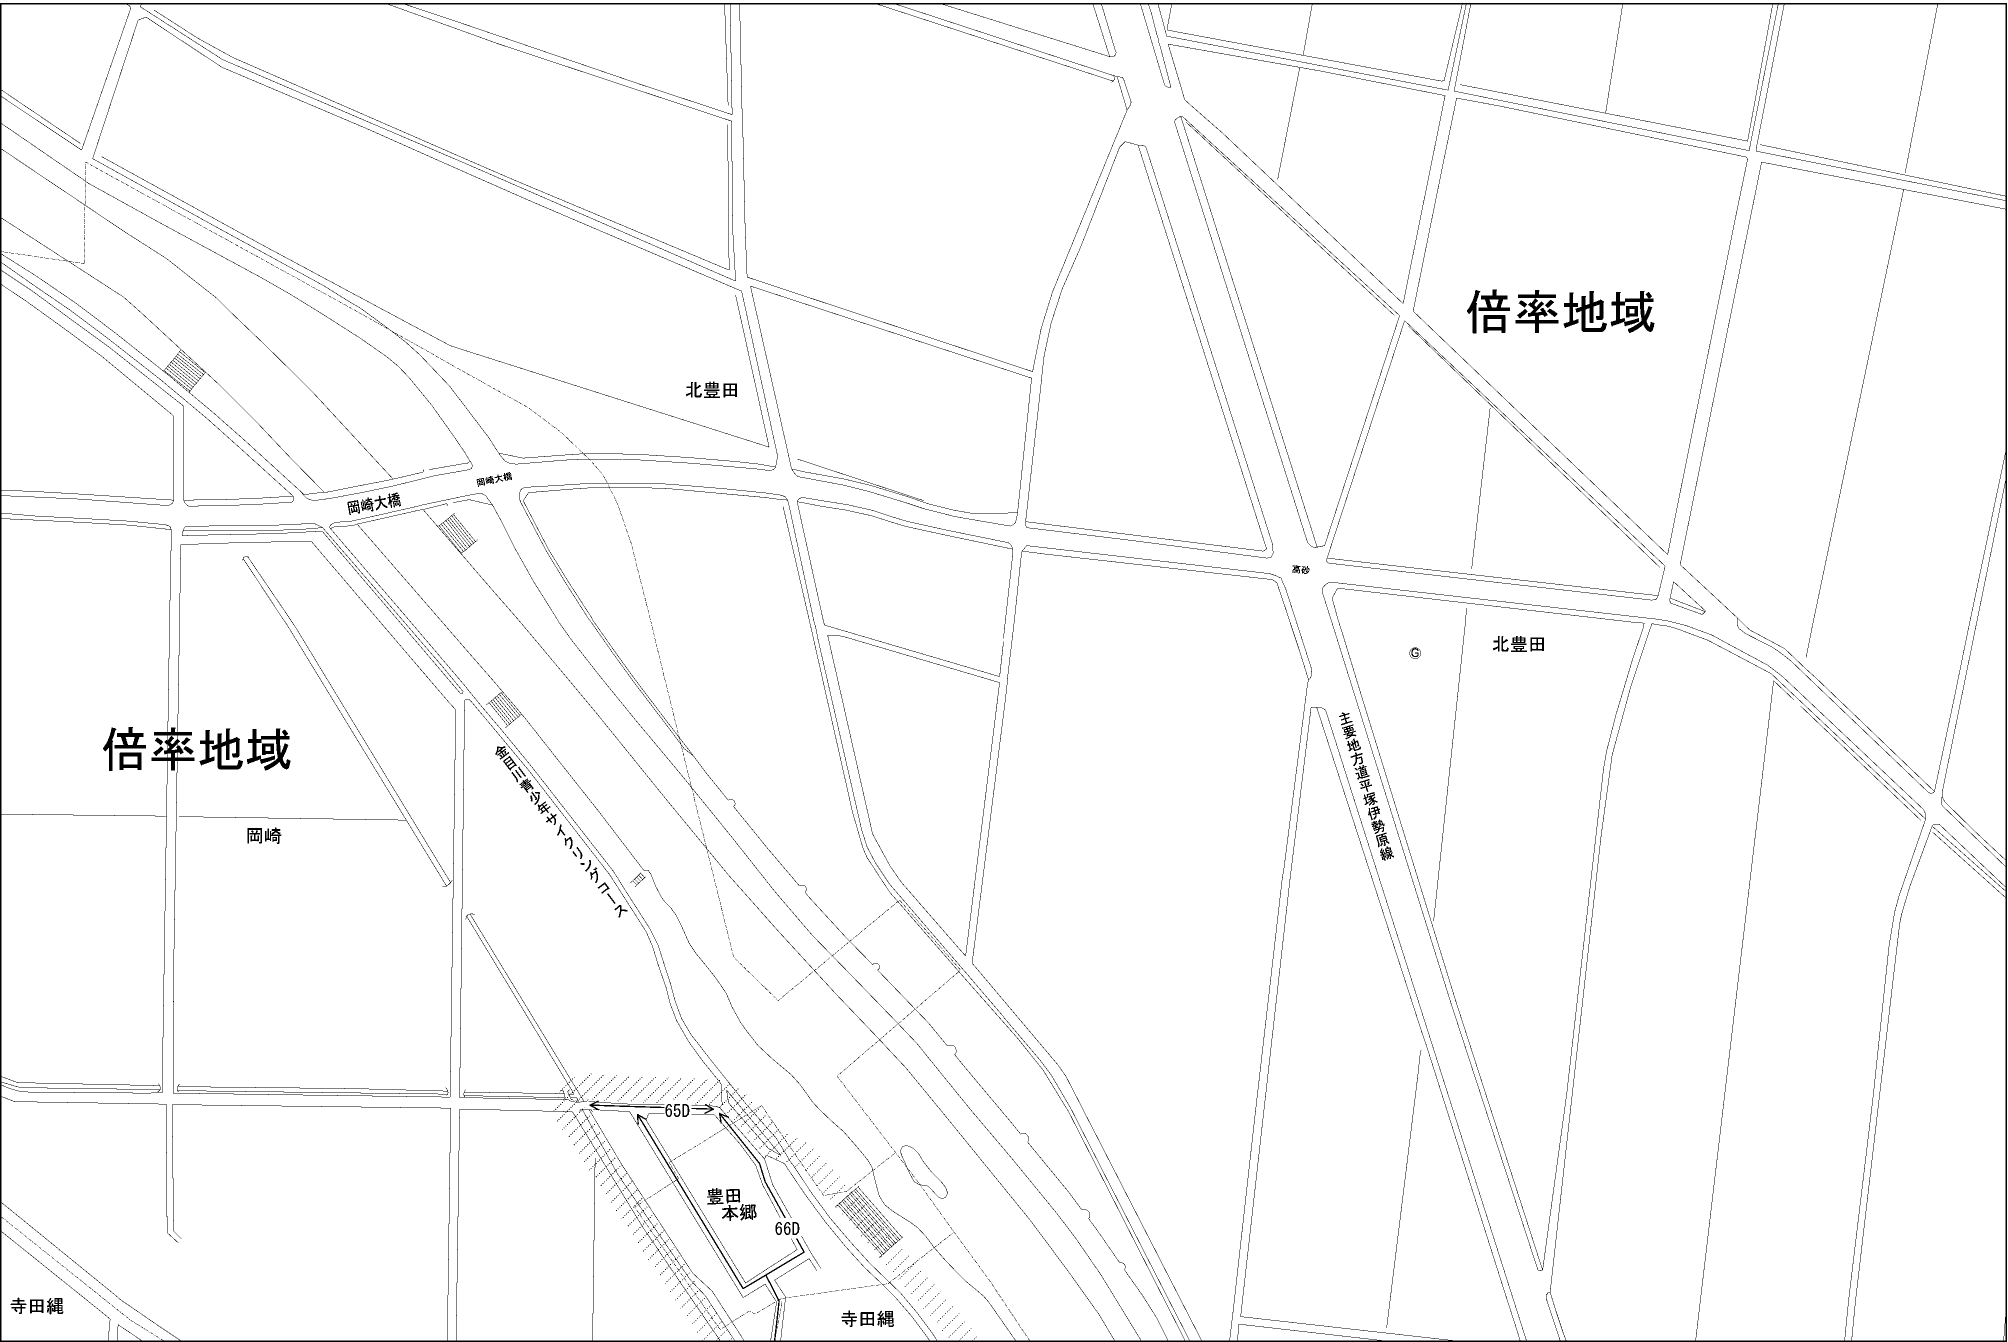 倍率地域
北豊田
岡崎大橋
岡崎大橋
高砂
北豊田
G
主要地方道平塚伊勢原線
倍率地域
金目川青少年サイクリングコース
岡崎
65D
豊田
本郷
66D
寺田縄
寺田縄